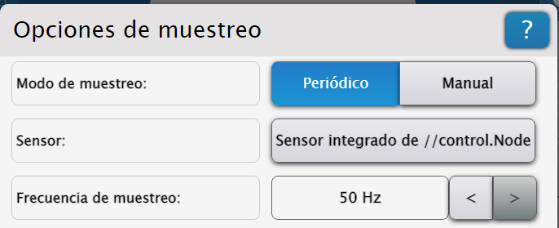 Opciones de muestreo ?
Modo de muestreo: Periódico Manual
Sensor: Sensor integrado de //control.Node
Frecuencia de muestreo: 50 Hz < >